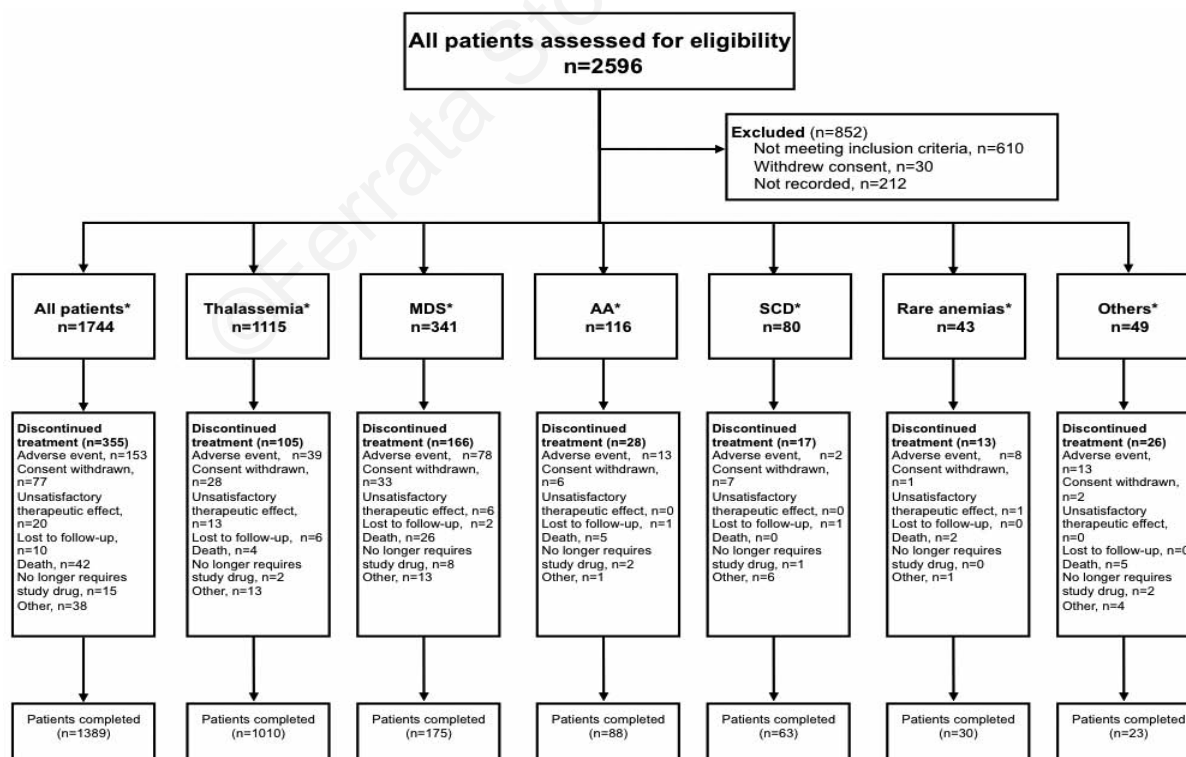 ©Ferrata Sto
All patients assessed for eligibility
n=2596
Excluded (n=852)
Not meeting inclusion criteria, n=610
Withdrew consent, n=30
Not recorded, n=212
All patients*
n=1744
Thalassemia*
n=1115
MDS*
n=341
AA*
n=116
SCD*
n=80
Rare anemias*
n=43
Others*
n=49
Discontinued
treatment (n=355)
Adverse event, n=153
Consent withdrawn,
n=77
Unsatisfactory
therapeutic effect,
n=20
Lost to follow-up,
n=10
Death, n=42
No longer requires
study drug, n=15
Other, n=38
Discontinued
treatment (n=105)
Adverse event, n=39
Consent withdrawn,
n=28
Unsatisfactory
therapeutic effect,
n=13
Lost to follow-up, n=6
Death, n=4
No longer requires
study drug, n=2
Other, n=13
Discontinued
treatment (n=166)
Adverse event, n=78
Consent withdrawn,
n=33
Unsatisfactory
therapeutic effect, n=6
Lost to follow-up, n=2
Death, n=26
No longer requires
study drug, n=8
Other, n=13
Discontinued
treatment (n=28)
Adverse event, n=13
Consent withdrawn,
n=6
Unsatisfactory
therapeutic effect, n=0
Lost to follow-up, n=1
Death, n=5
No longer requires
study drug, n=2
Other, n=1
Discontinued
treatment (n=17)
Adverse event, n=2
Consent withdrawn,
n=7
Unsatisfactory
therapeutic effect, n=0
Lost to follow-up, n=1
Death, n=0
No longer requires
study drug, n=1
Other, n=6
Discontinued
treatment (n=13)
Adverse event, n=8
Consent withdrawn,
n=1
Unsatisfactory
therapeutic effect, n=1
Lost to follow-up, n=0
Death, n=2
No longer requires
study drug, n=0
Other, n=1
Discontinued
treatment (n=26)
Adverse event,
n=13
Consent withdrawn,
n=2
Unsatisfactory
therapeutic effect,
n=0
Lost to follow-up, n=0
Death, n=5
No longer requires
study drug, n=2
Other, n=4
Patients completed
(n=1389)
Patients completed
(n=1010)
Patients completed
(n=175)
Patients completed
(n=88)
Patients completed
(n=63)
Patients completed
(n=30)
Patients completed
(n=23)